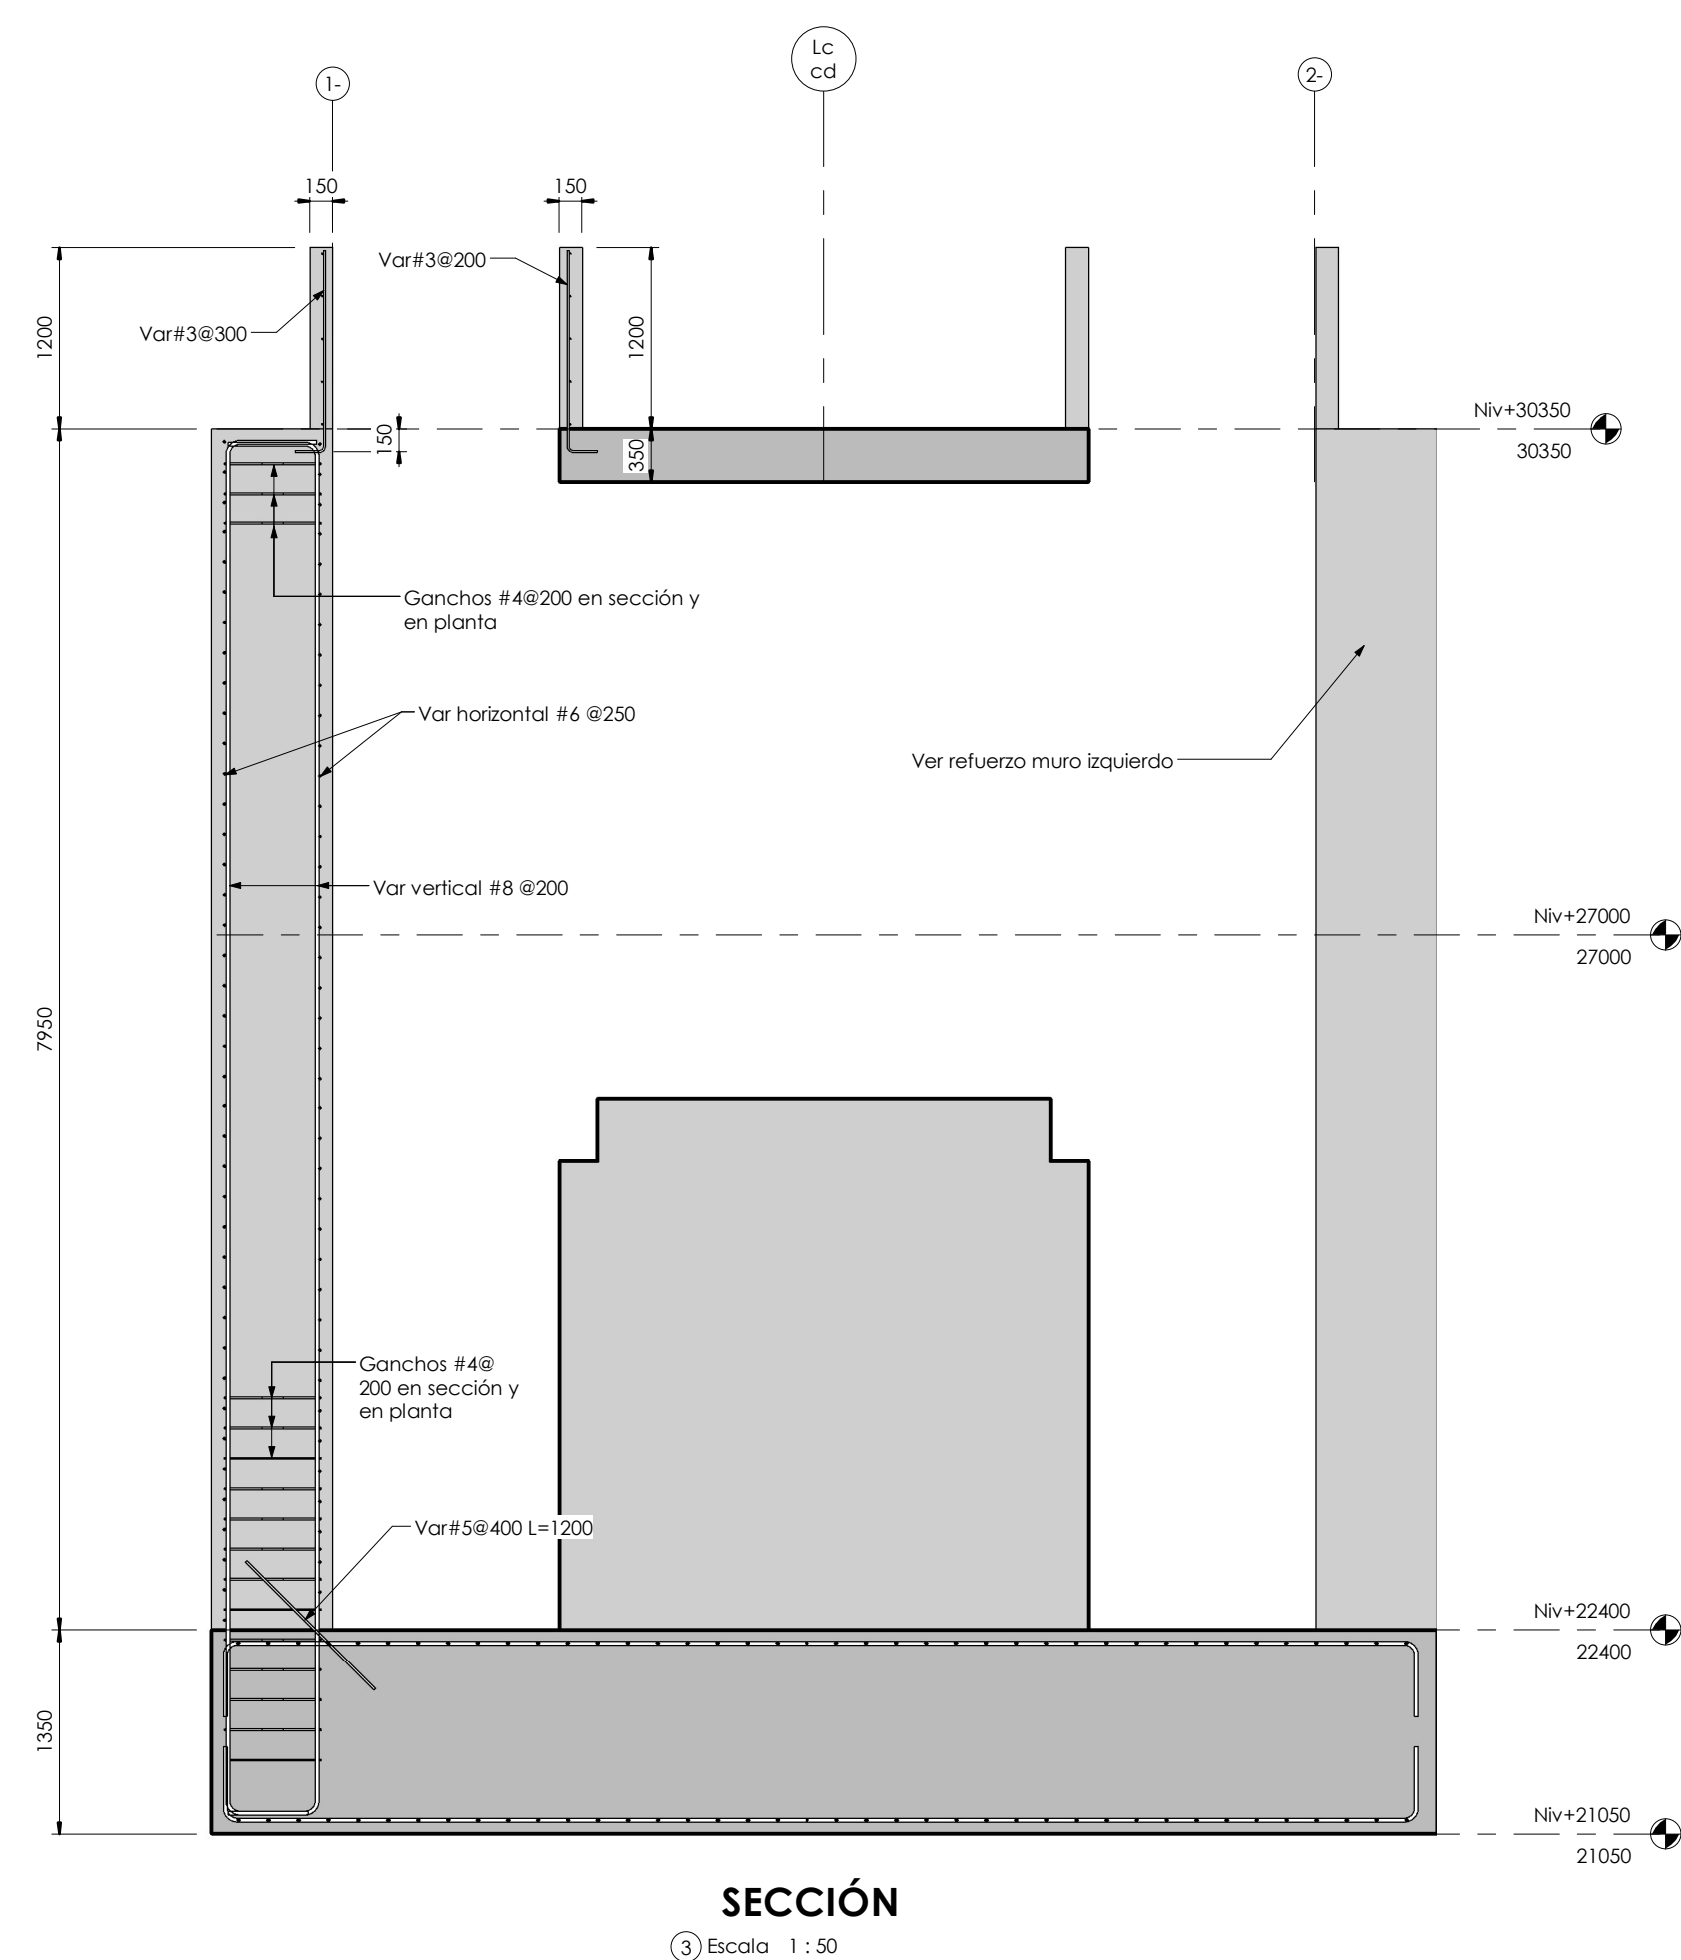 Lc
cd
1-
2-
150
150
Var#3@200
Var#3@300
1200
1200
150
350
Niv+30350
30350
Ganchos #4@200 en sección y
en planta
Var horizontal #6 @250
Ver refuerzo muro izquierdo
Var vertical #8 @200
Niv+27000
27000
7950
Ganchos #4@
200 en sección y
en planta
Var#5@400 L=1200
Niv+22400
22400
1350
Niv+21050
21050
SECCIÓN
3 Escala 1 : 50